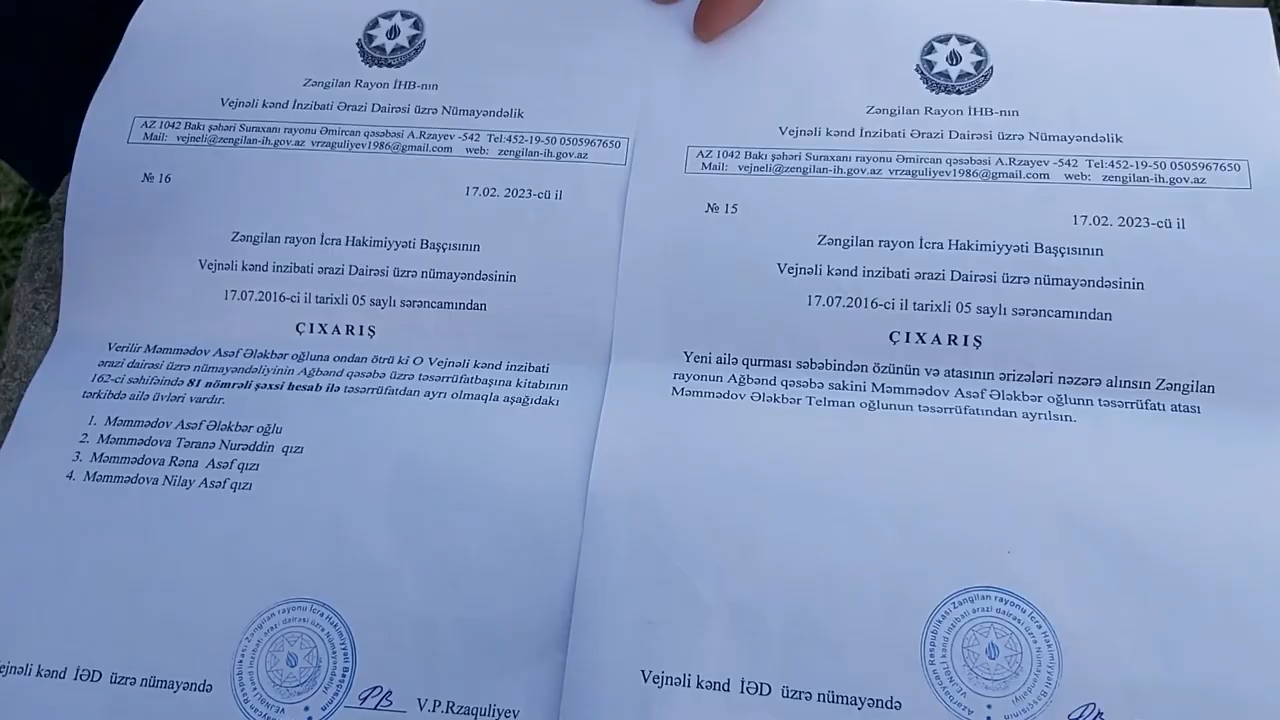 Zəngilan Rayon İHB-nın
Vejnəli kənd İnzibati Ərazi Dairəsi üzrə Nümayəndəlik
AZ 1042 Bakı şəhəri Suraxanı rayonu Əmircan qəsəbəsi A.Rzayev -542 Tel:452-19-50 0505967650
Mail: vejneli@zengilan-ih.gov.az vrzaguliyev1986@gmail.com web: zengilan-ih.gov.az
№ 16
17.02. 2023-cü il
Zəngilan rayon İcra Hakimiyyəti Başçısının
Vejnəli kənd inzibati ərazi Dairəsi üzrə nümayəndəsinin
17.07.2016-ci il tarixli 05 saylı sərəncamından
ÇIXARIŞ
Verilir Məmmədov Asəf Ələkbər oğluna ondan ötrü ki O Vejnəli kənd inzibati
ərazi dairəsi üzrə nümayəndəliyinin Ağbənd qəsəbə üzrə təsərrüfatbaşına kitabının
162-ci səhifəində 81 nömrəli şəxsi hesab ilə təsərrüfatdan ayrı olmaqla aşağıdakı
tərkibdə ailə üvləri vardır.
1. Məmmədov Asəf Ələkbər oğlu
2. Məmmədova Təranə Nurəddin qızı
3. Məmmədova Rəna Asəf qızı
4. Məmmədova Nilay Asəf qızı
ejnəli kənd İƏD üzrə nümayəndə
V.P.Rzaquliyev
Zəngilan Rayon İHB-nın
Vejnəli kənd İnzibati Ərazi Dairəsi üzrə Nümayəndəlik
AZ 1042 Bakı şəhəri Suraxanı rayonu Əmircan qəsəbəsi A.Rzayev -542 Tel:452-19-50 0505967650
Mail: vejneli@zengilan-ih.gov.az vrzaguliyev1986@gmail.com web: zengilan-ih.gov.az
№ 15
17.02. 2023-cü il
Zəngilan rayon İcra Hakimiyyəti Başçısının
Vejnəli kənd inzibati ərazi Dairəsi üzrə nümayəndəsinin
17.07.2016-ci il tarixli 05 saylı sərəncamından
ÇIXARIŞ
Yeni ailə qurması səbəbindən özünün və atasının ərizələri nəzərə alınsın Zəngilan
rayonun Ağbənd qəsəbə sakini Məmmədov Asəf Ələkbər oğlunn təsərrüfatı atası
Məmmədov Ələkbər Telman oğlunun təsərrüfatından ayrılsın.
Vejnəli kənd İƏD üzrə nümayəndə